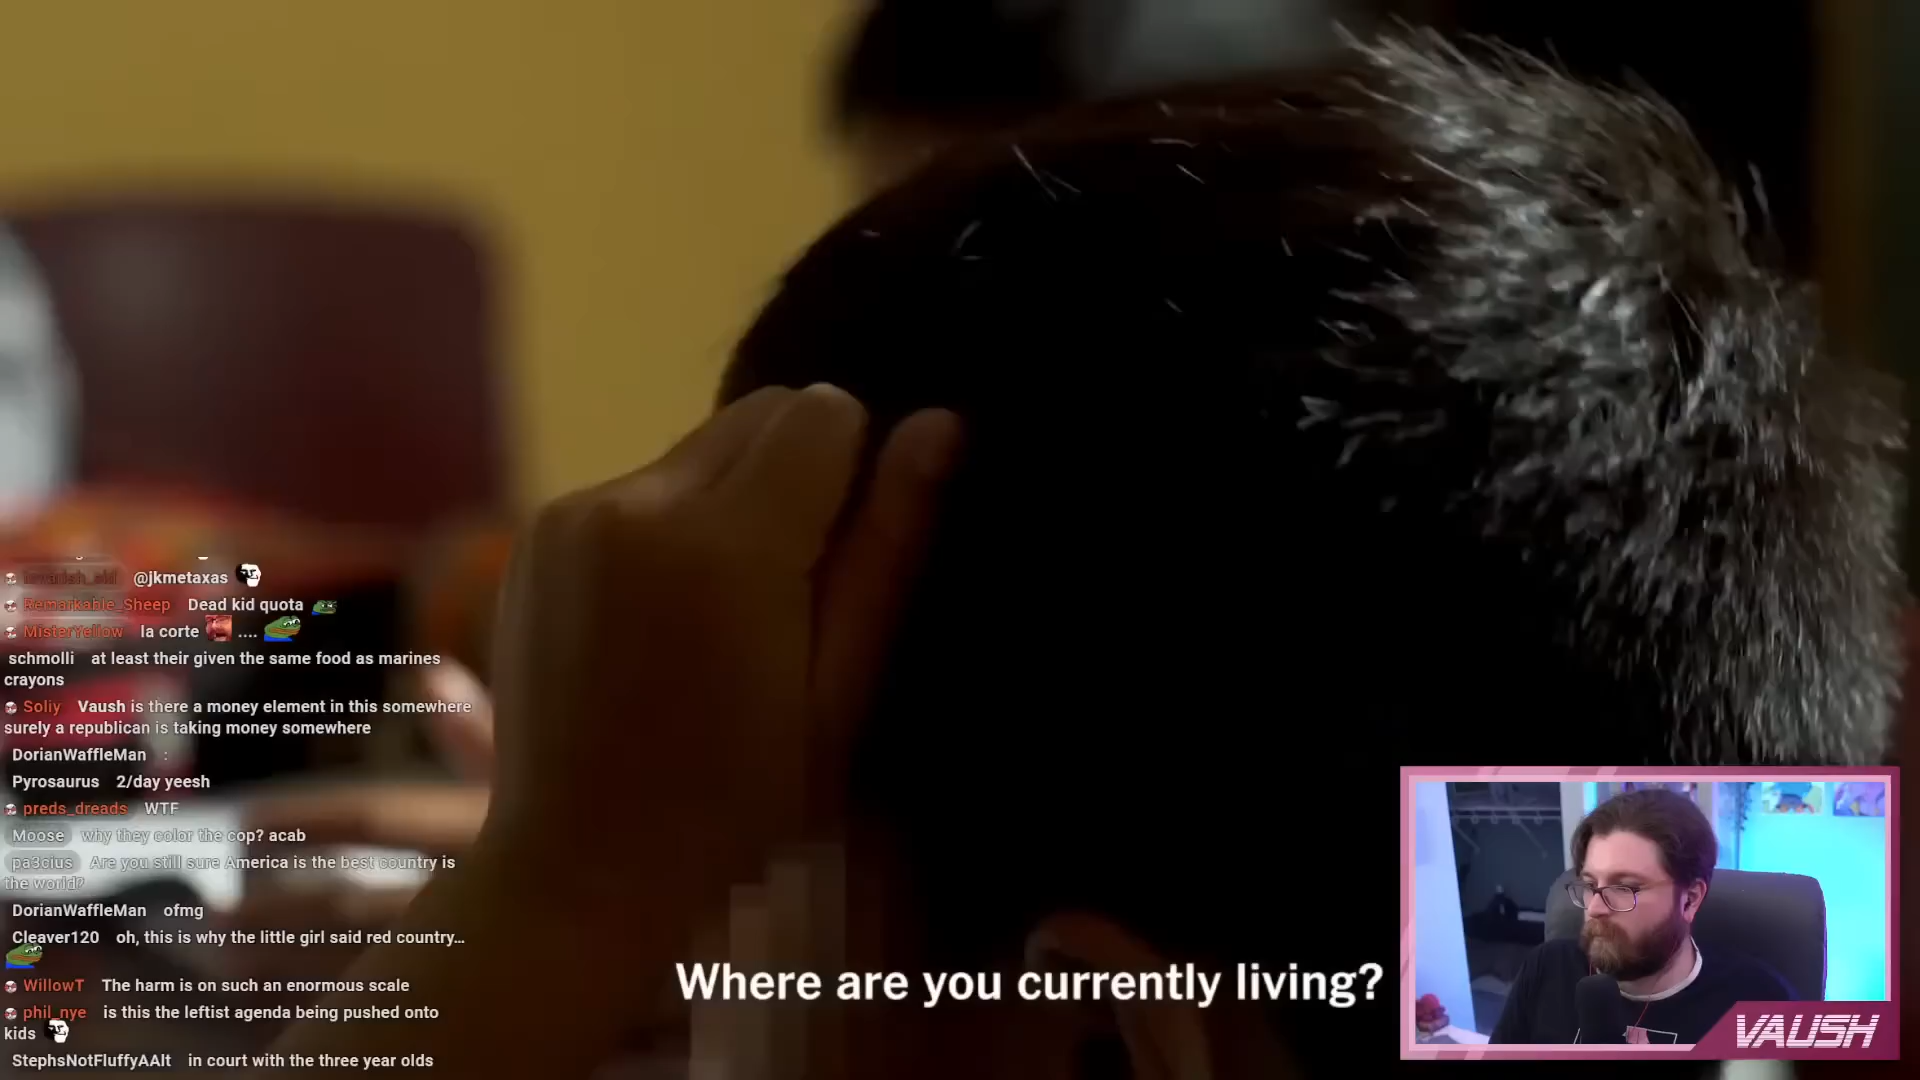 @jkmetaxas
Remarkable_Sheep Dead kid quota
MisterYellow la corte ....
schmolli at least their given the same food as marines
crayons
Soliy Vaush is there a money element in this somewhere
surely a republican is taking money somewhere
DorianWaffleMan :
Pyrosaurus 2/day yeesh
preds_dreads WTF
Moose why they color the cop? acab
pa3cius Are you still sure America is the best country is
the world?
DorianWaffleMan ofmg
Cleaver120 oh, this is why the little girl said red country...
WillowT The harm is on such an enormous scale
phil_nye is this the leftist agenda being pushed onto
kids
StephsNotFluffyAAlt in court with the three year olds
Where are you currently living?
VAUSH